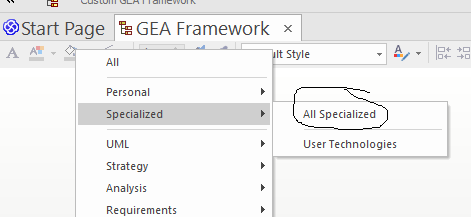 Custom GEA Framework
Start Page
GEA Framework ×
All
Personal
Specialized
UML
Strategy
Analysis
Requirements
lt Style
All Specialized
User Technologies